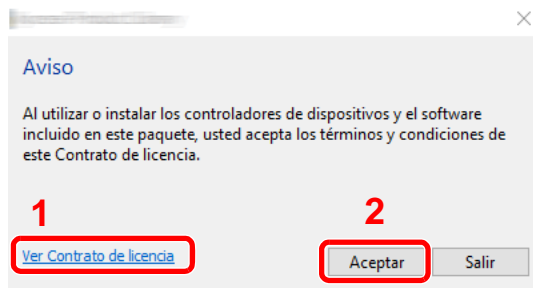 Aviso
Al utilizar o instalar los controladores de dispositivos y el software
incluido en este paquete, usted acepta los términos y condiciones de
este Contrato de licencia.
1
2
Ver Contrato de licencia
Aceptar
Salir